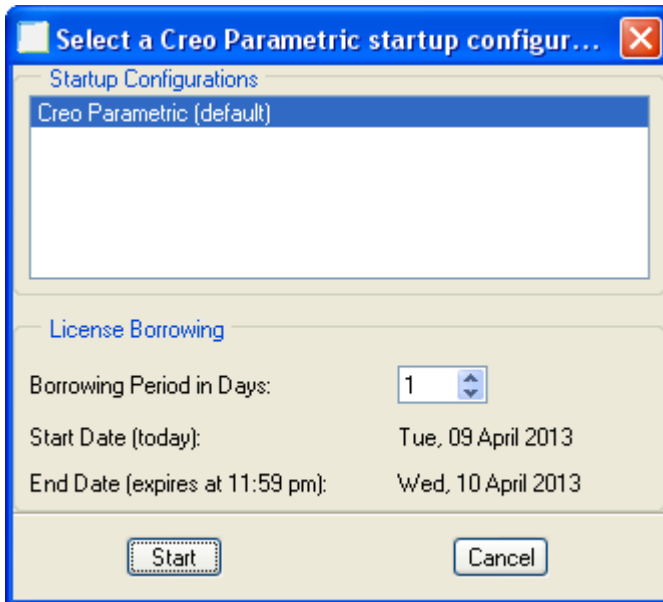 Select a Creo Parametric startup configur...
Startup Configurations
Creo Parametric (default)
License Borrowing
Borrowing Period in Days: 1
Start Date (today): Tue, 09 April 2013
End Date (expires at 11:59 pm): Wed, 10 April 2013
Start Cancel